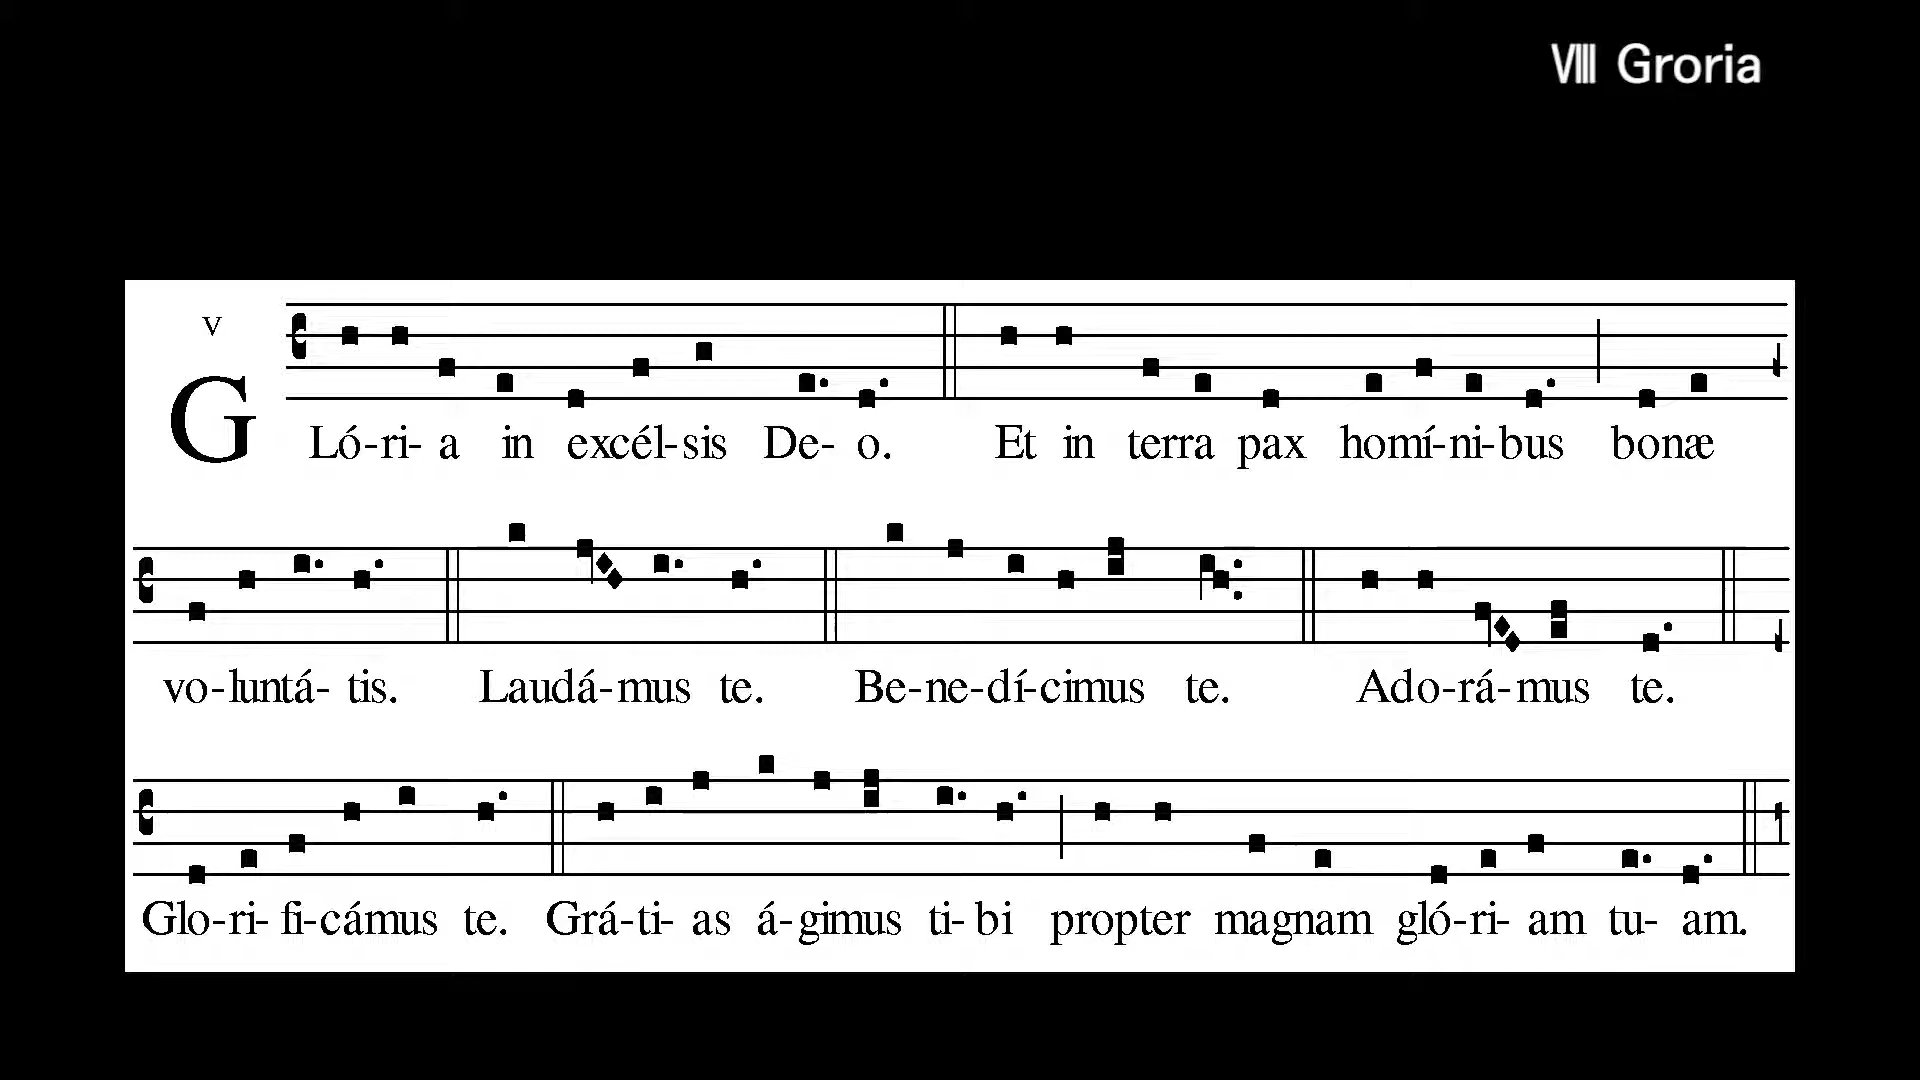 Ⅷ Groria
V
GLó-ri- a in excél-sis De- o. Et in terra pax homí-ni-bus bonæ
vo-luntá- tis. Laudá-mus te. Be-ne-dí-cimus te. Ado-rá-mus te.
Glo-ri- fi-cámus te. Grá-ti- as á-gimus ti- bi propter magnam gló-ri- am tu- am.